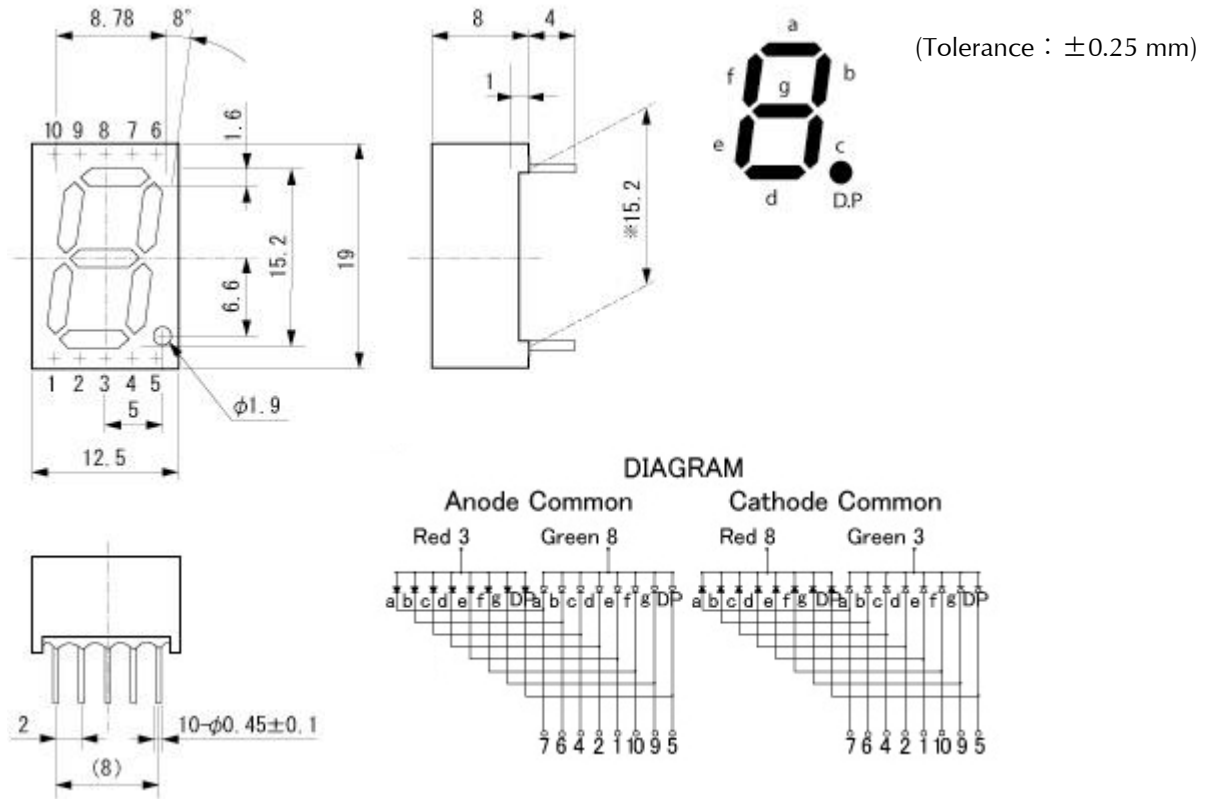 8.78 8°
10 9 8 7 6
1.6
15.2
19
6.6
1 2 3 4 5
5
φ1.9
12.5
8 4
1
※15.2
a
f b
g
e c
d D.P
(Tolerance : ±0.25 mm)
2
10-φ0.45±0.1
(8)
DIAGRAM
Anode Common Cathode Common
Red 3 Green 8 Red 8 Green 3
a b c d e f g DP a b c d e f g DP a b c d e f g DP a b c d e f g DP
7 6 4 2 1 10 9 5 7 6 4 2 1 10 9 5